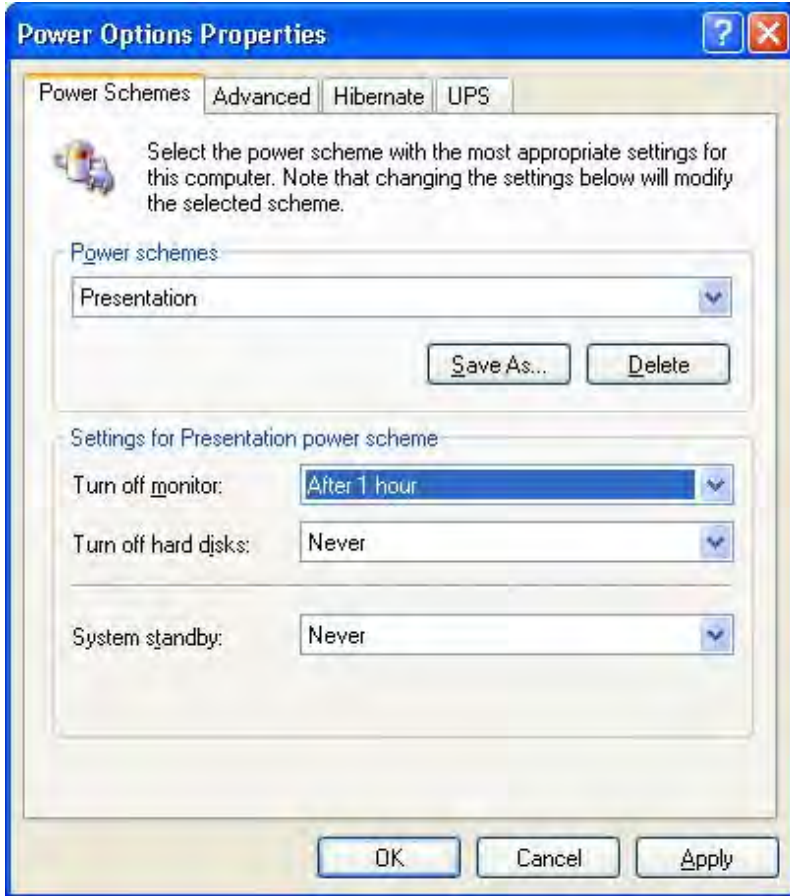 Power Options Properties
Power Schemes Advanced Hibernate UPS
Select the power scheme with the most appropriate settings for
this computer. Note that changing the settings below will modify
the selected scheme.
Power schemes
Presentation
Save As... Delete
Settings for Presentation power scheme
Turn off monitor: After 1 hour
Turn off hard disks: Never
System standby: Never
OK Cancel Apply